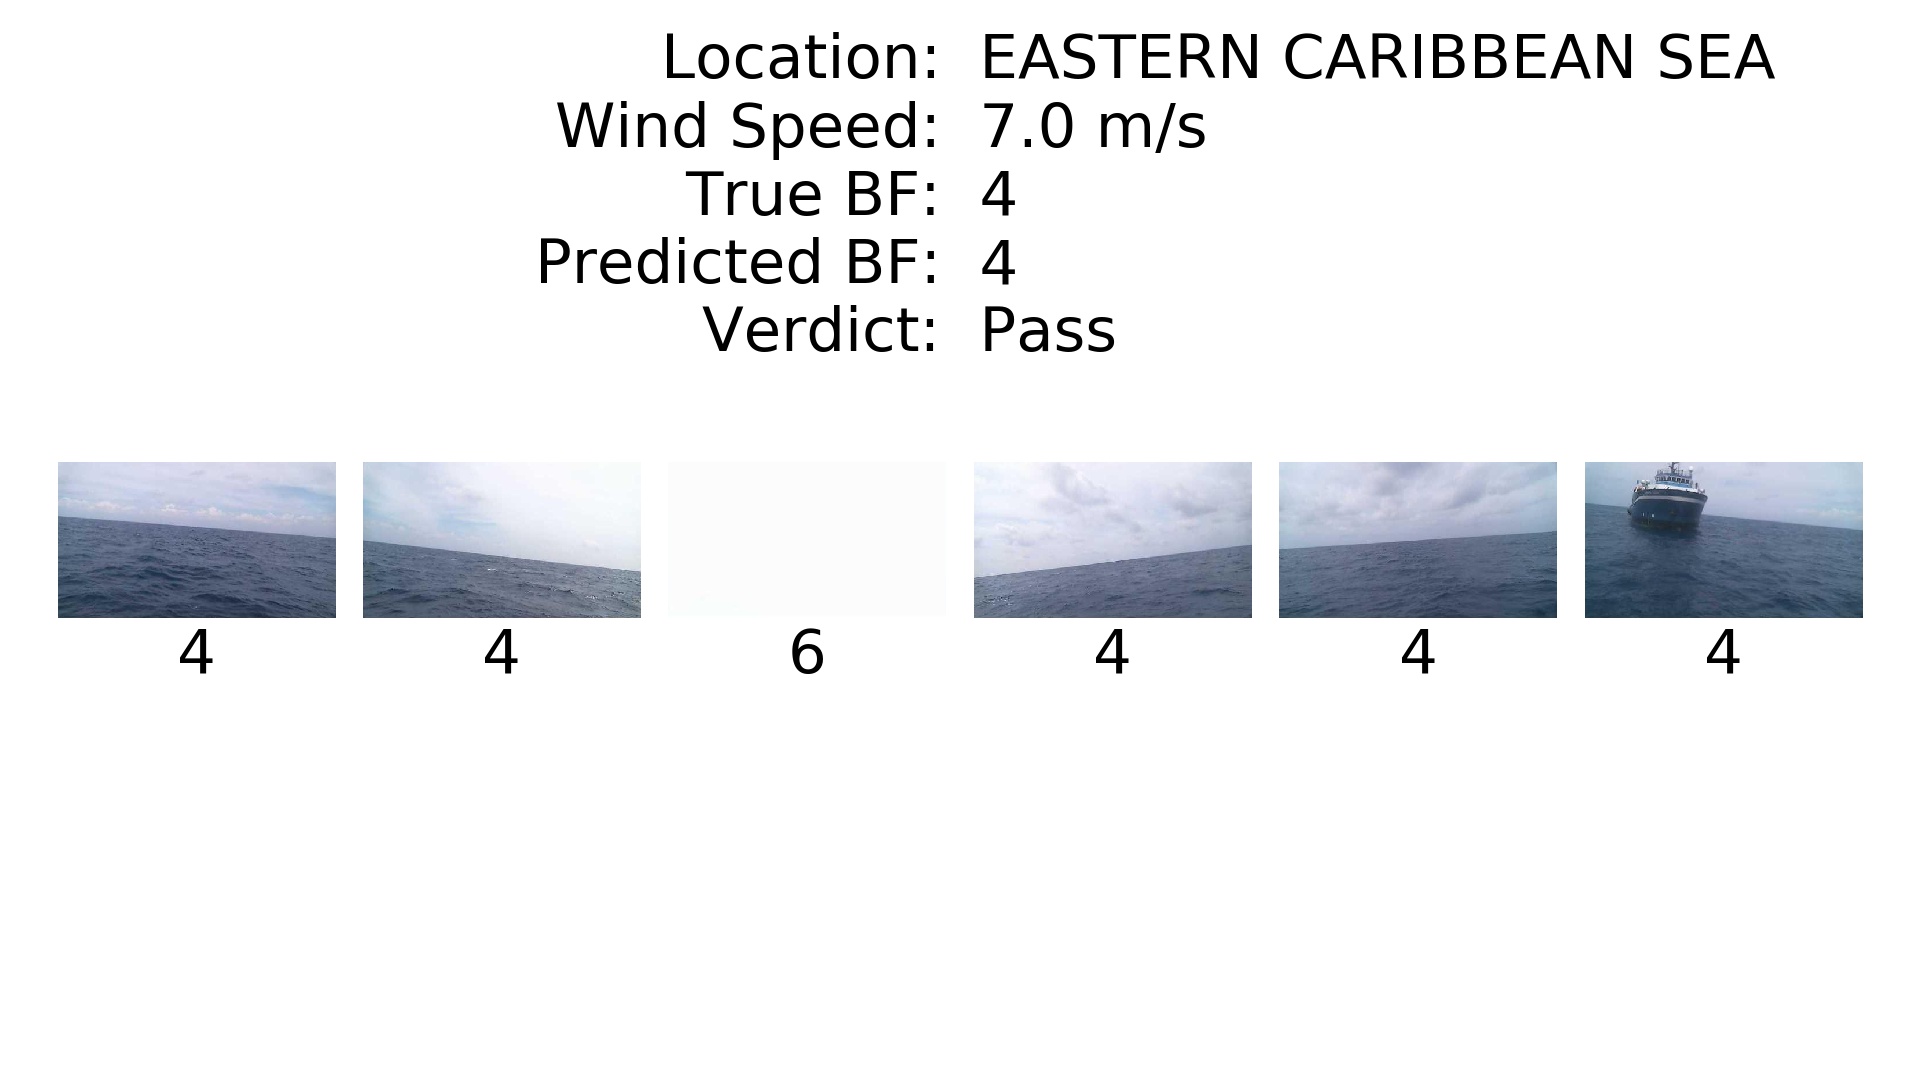 Location: EASTERN CARIBBEAN SEA
Wind Speed: 7.0 m/s
True BF: 4
Predicted BF: 4
Verdict: Pass
4 4 6 4 4 4